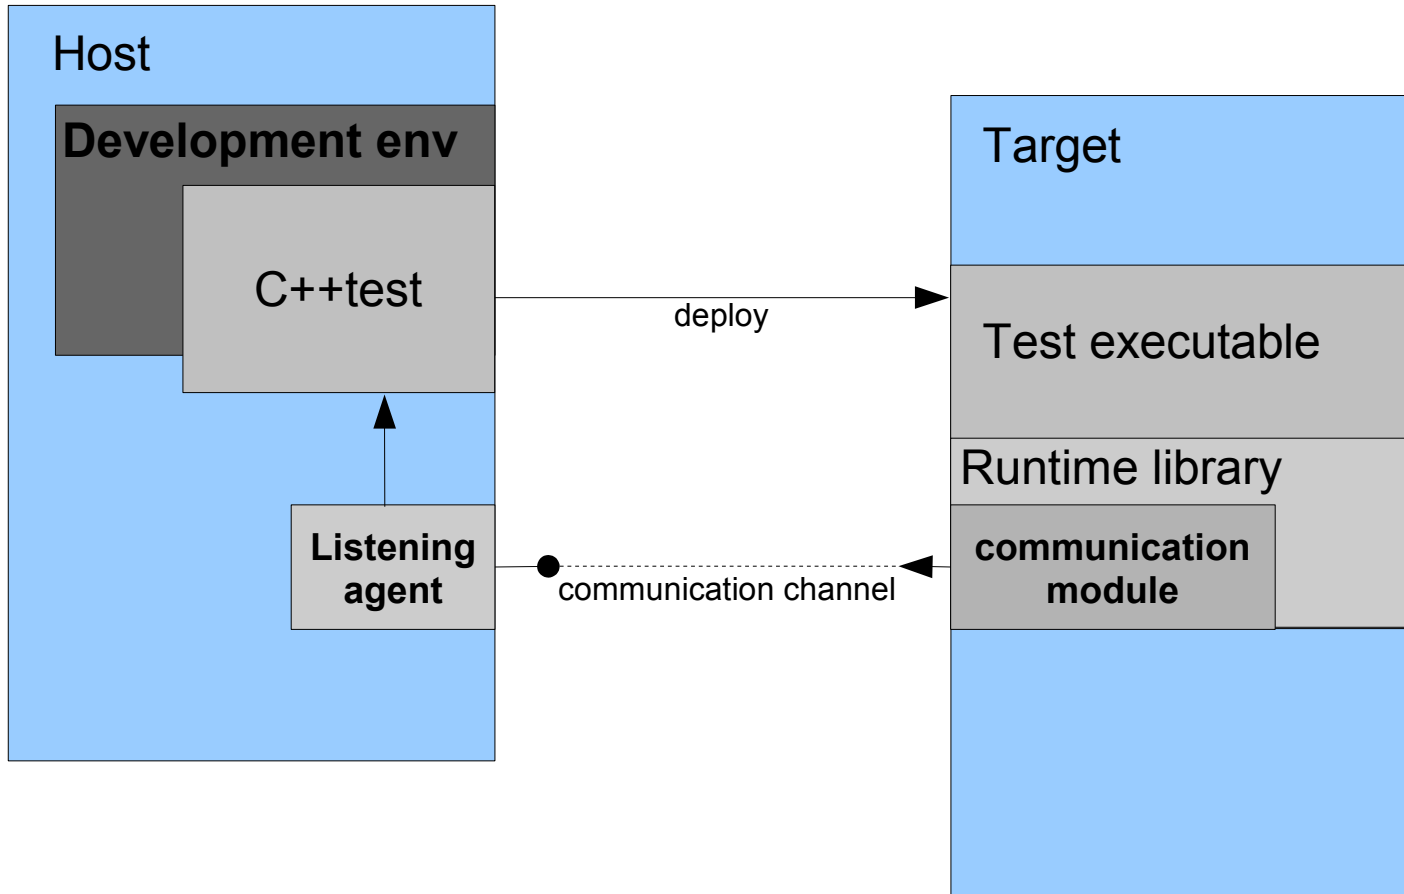 Host
Development env
C++test
Target
deploy
Test executable
Runtime library
Listening
agent
communication channel
communication
module